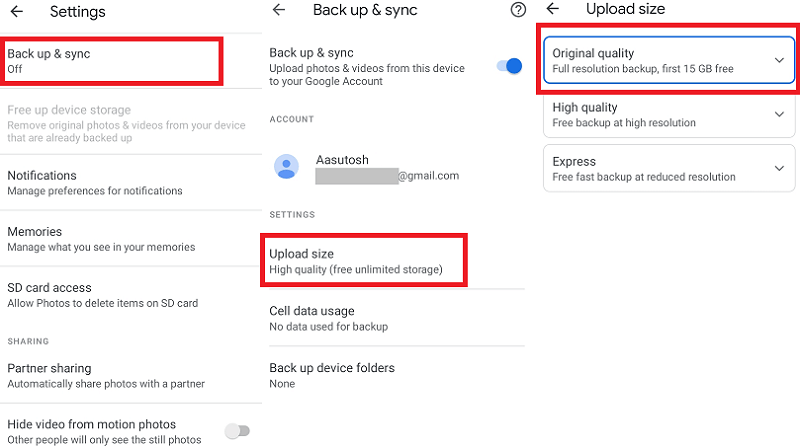 Settings
Back up & sync
Off
Free up device storage
Remove original photos & videos from your device
that are already backed up
Notifications
Manage preferences for notifications
Memories
Manage what you see in your memories
SD card access
Allow Photos to delete items on SD card
SHARING
Partner sharing
Automatically share photos with a partner
Hide video from motion photos
Other people will only see the still photos
Back up & sync
Back up & sync
Upload photos & videos from this device
to your Google Account
ACCOUNT
Aasutosh
@gmail.com
SETTINGS
Upload size
High quality (free unlimited storage)
Cell data usage
No data used for backup
Back up device folders
None
Upload size
Original quality
Full resolution backup, first 15 GB free
High quality
Free backup at high resolution
Express
Free fast backup at reduced resolution